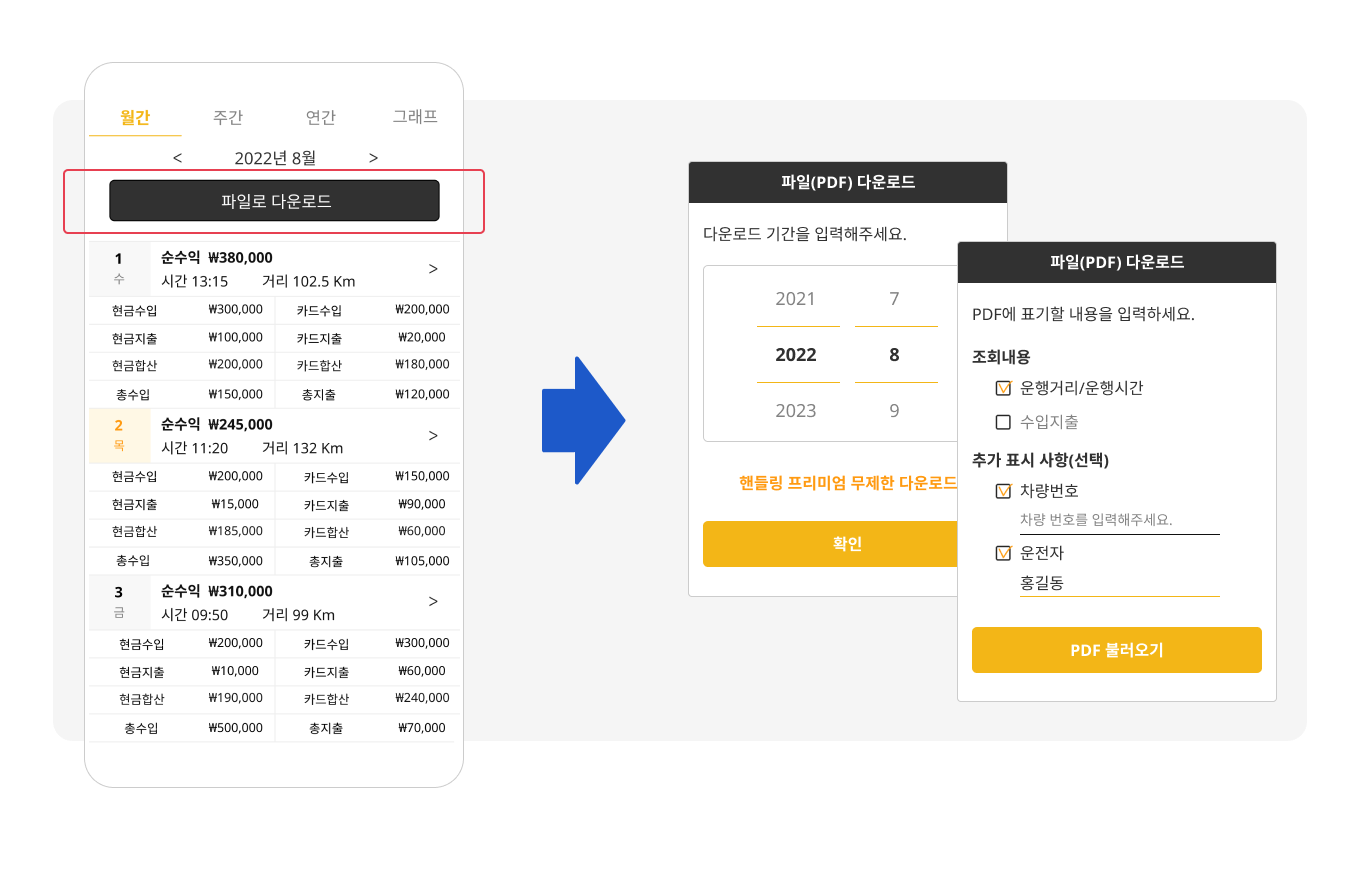 월간 주간 연간 그래프
< 2022년 8월 >
파일로 다운로드
1 순수익 ₩380,000
수 시간 13:15 거리 102.5 Km >
현금수입 ₩300,000 카드수입 ₩200,000
현금지출 ₩100,000 카드지출 ₩20,000
현금합산 ₩200,000 카드합산 ₩180,000
총수입 ₩150,000 총지출 ₩120,000
2 순수익 ₩245,000
목 시간 11:20 거리 132 Km >
현금수입 ₩200,000 카드수입 ₩150,000
현금지출 ₩15,000 카드지출 ₩90,000
현금합산 ₩185,000 카드합산 ₩60,000
총수입 ₩350,000 총지출 ₩105,000
3 순수익 ₩310,000
금 시간 09:50 거리 99 Km >
현금수입 ₩200,000 카드수입 ₩300,000
현금지출 ₩10,000 카드지출 ₩60,000
현금합산 ₩190,000 카드합산 ₩240,000
총수입 ₩500,000 총지출 ₩70,000
파일(PDF) 다운로드
다운로드 기간을 입력해주세요.
2021 7
2022 8
2023 9
핸들링 프리미엄 무제한 다운로드
확인
파일(PDF) 다운로드
PDF에 표기할 내용을 입력하세요.
조회내용
운행거리/운행시간
수입지출
추가 표시 사항(선택)
차량번호
차량 번호를 입력해주세요.
운전자
홍길동
PDF 불러오기